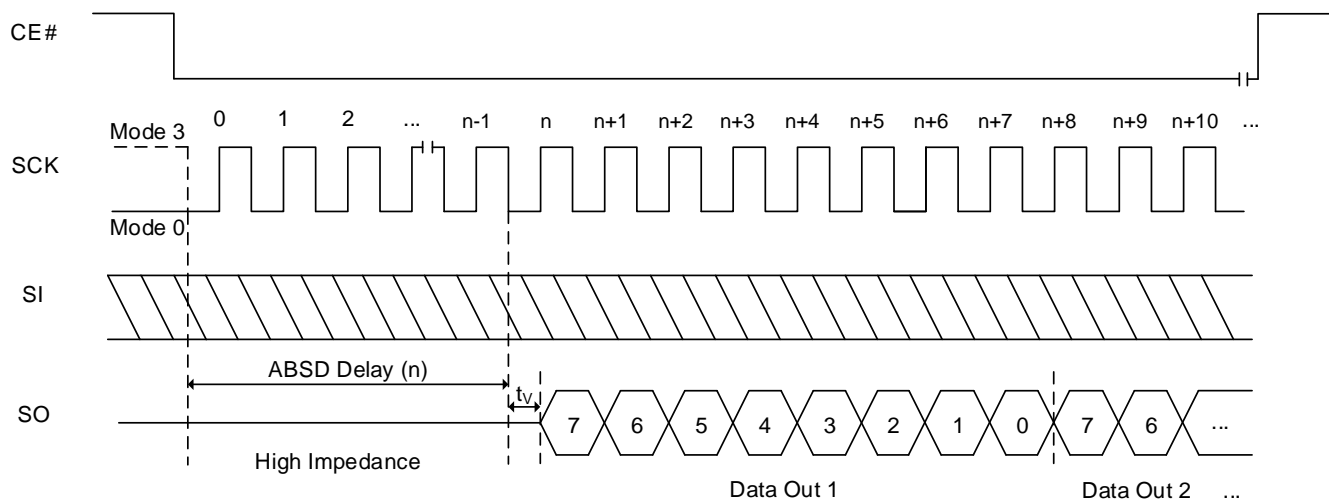 CE#
Mode 3
0 1 2 ... n-1 n n+1 n+2 n+3 n+4 n+5 n+6 n+7 n+8 n+9 n+10 ...
SCK
Mode 0
SI
ABSD Delay (n)
tV
SO
7 6 5 4 3 2 1 0 7 6 ...
High Impedance
Data Out 1 Data Out 2 ...